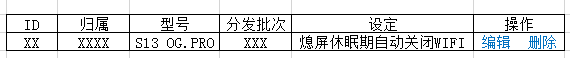 ID 归属 型号 分发批次 设定 操作
XX XXXX S13 OG.PRO XXX 熄屏休眠期自动关闭WIFI 编辑 删除